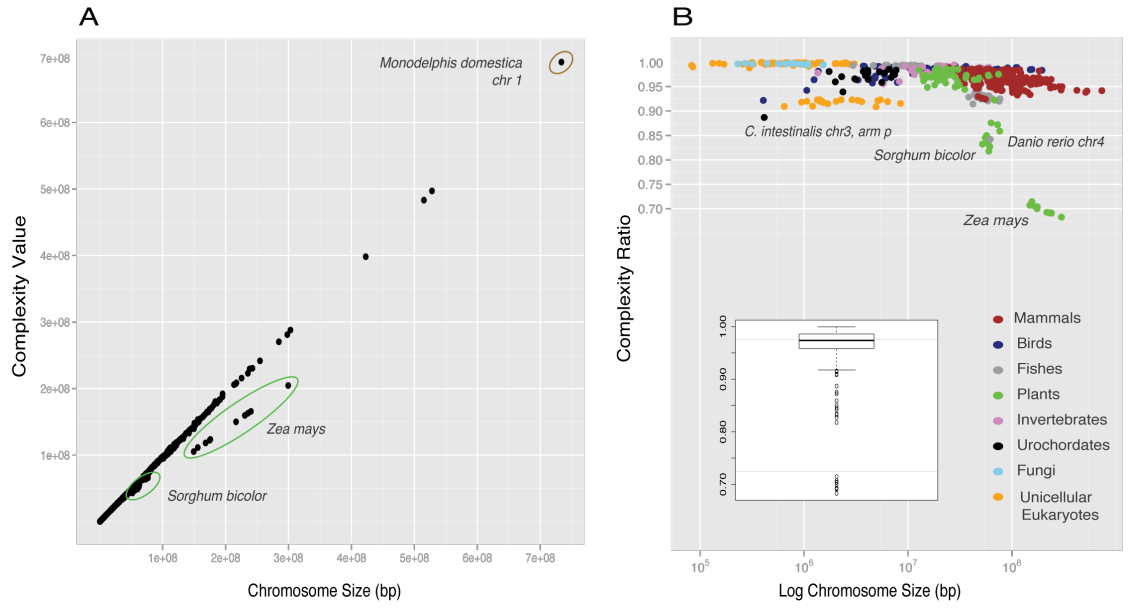 A
Complexity Value
7e+08
6e+08
5e+08
4e+08
3e+08
2e+08
1e+08
Monodelphis domestica
chr 1
Zea mays
Sorghum bicolor
1e+08 2e+08 3e+08 4e+08 5e+08 6e+08 7e+08
Chromosome Size (bp)
B
Complexity Ratio
1.00
0.95
0.90
0.85
0.80
0.75
0.70
C. intestinalis chr3, arm p
Danio rerio chr4
Sorghum bicolor
Zea mays
1.00
0.90
0.80
0.70
Mammals
Birds
Fishes
Plants
Invertebrates
Urochordates
Fungi
Unicellular
Eukaryotes
10⁵ 10⁶ 10⁷ 10⁸
Log Chromosome Size (bp)